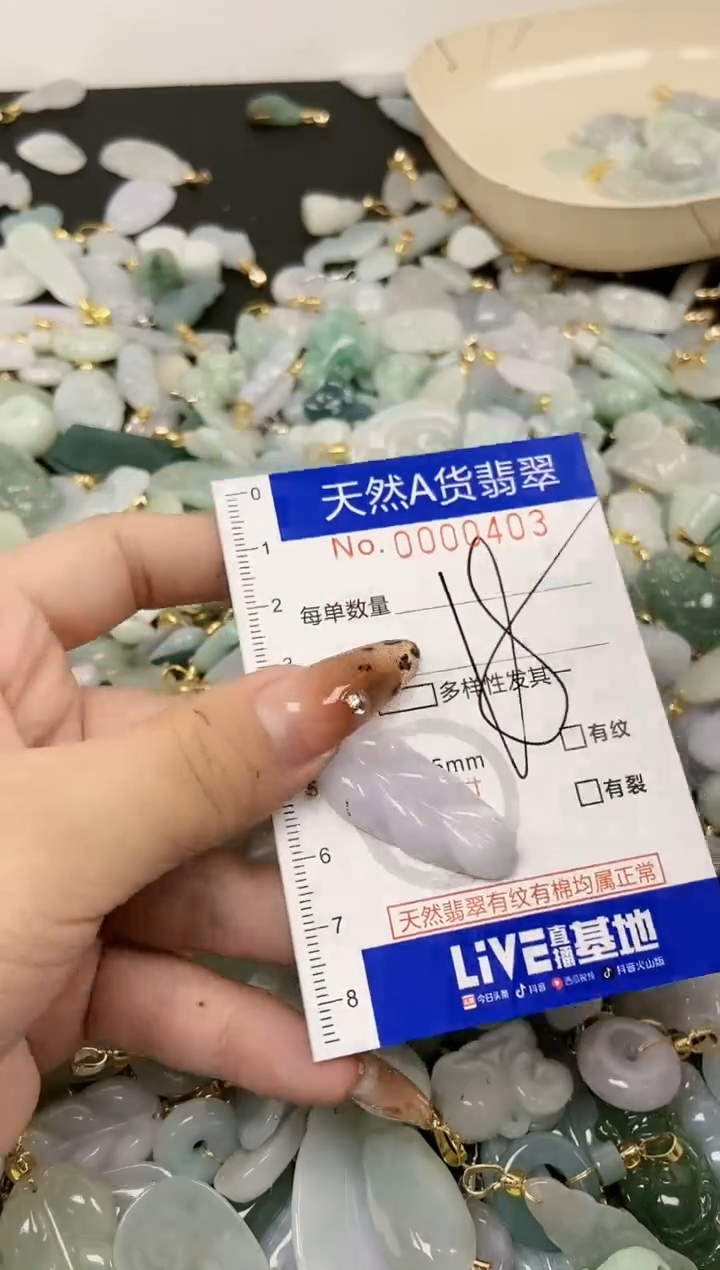 0
天然A货翡翠
1
No. 0000403
2
每单数量
多样性发其
5mm
寸
有纹
有裂
6
天然翡翠有纹有棉均属正常
7
LiVE直播基地
8
今日头条 抖音 西瓜视频 抖音火山版